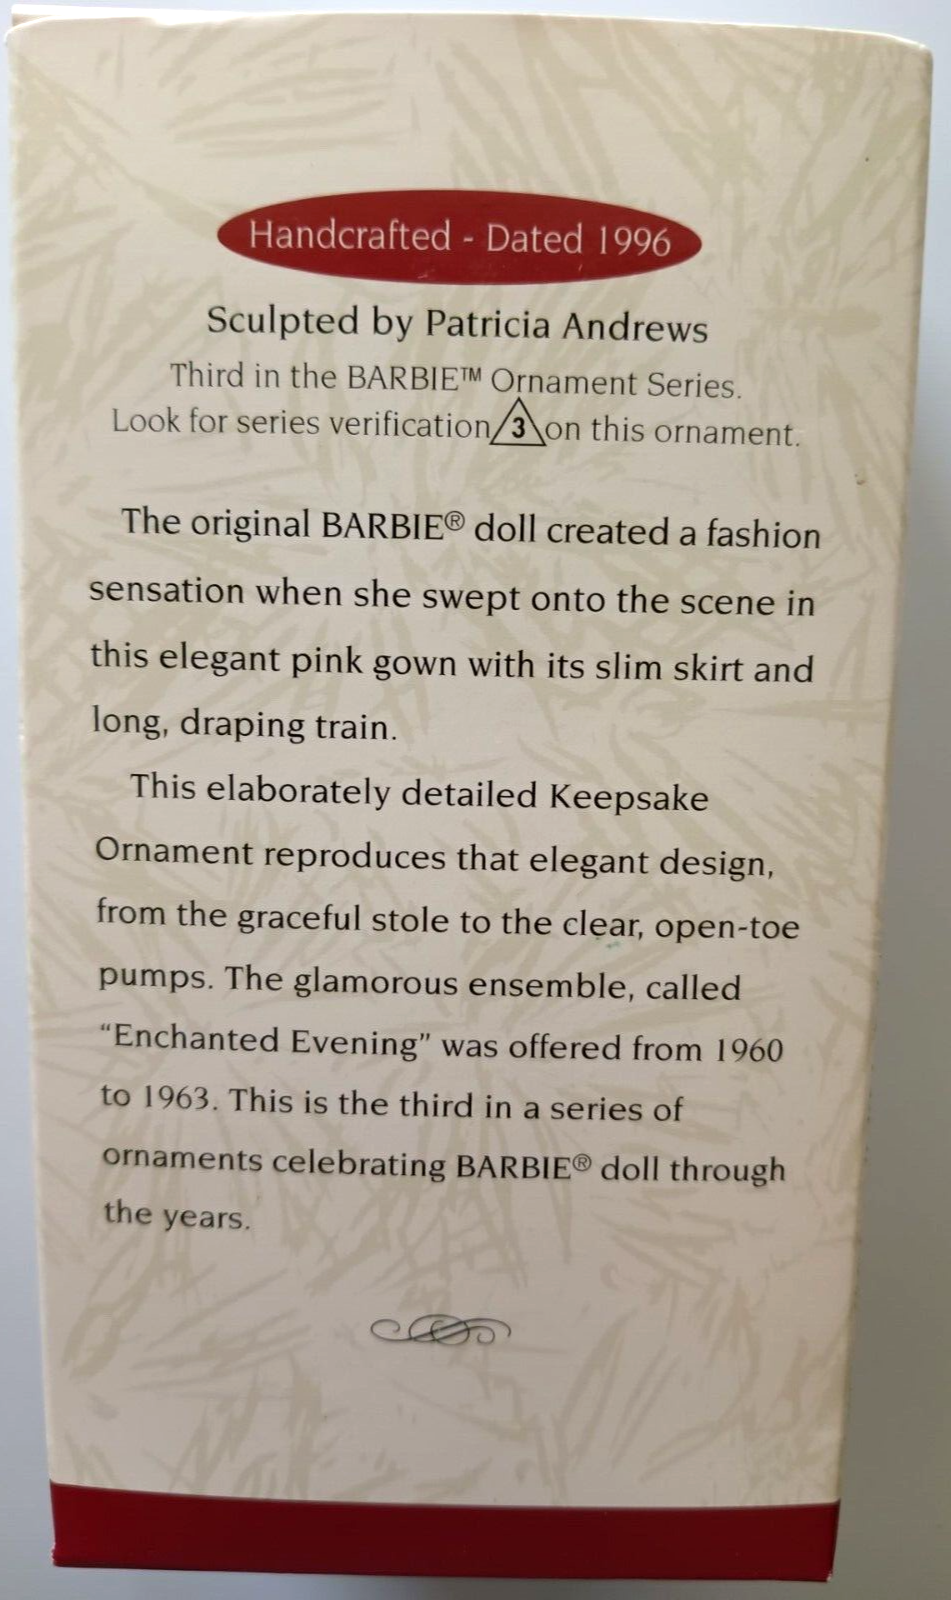 Handcrafted - Dated 1996
Sculpted by Patricia Andrews
Third in the BARBIE™ Ornament Series.
Look for series verification 3 on this ornament.
The original BARBIE® doll created a fashion
sensation when she swept onto the scene in
this elegant pink gown with its slim skirt and
long, draping train.
This elaborately detailed Keepsake
Ornament reproduces that elegant design,
from the graceful stole to the clear, open-toe
pumps. The glamorous ensemble, called
“Enchanted Evening” was offered from 1960
to 1963. This is the third in a series of
ornaments celebrating BARBIE® doll through
the years.